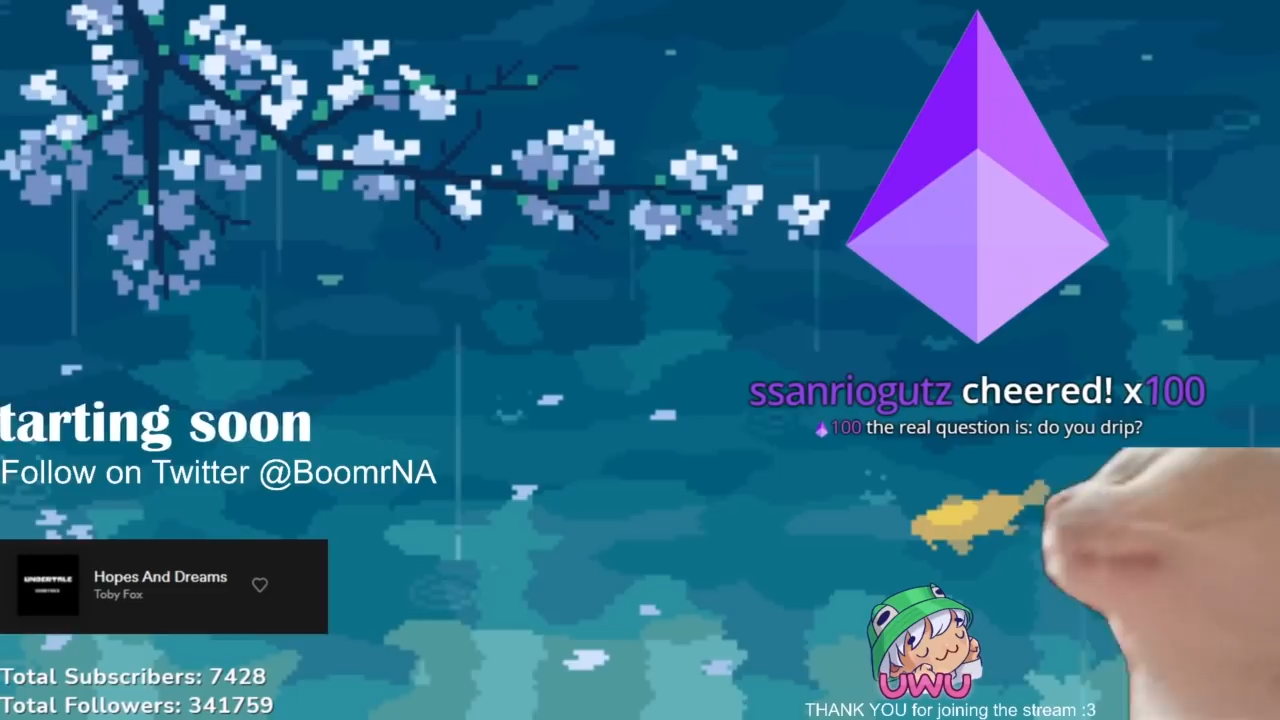 ssanriogutz cheered! x100
100 the real question is: do you drip?
tarting soon
Follow on Twitter @BoomrNA
UNDERTALE
Hopes And Dreams
Toby Fox
Total Subscribers: 7428
Total Followers: 341759
UWU
THANK YOU for joining the stream :3